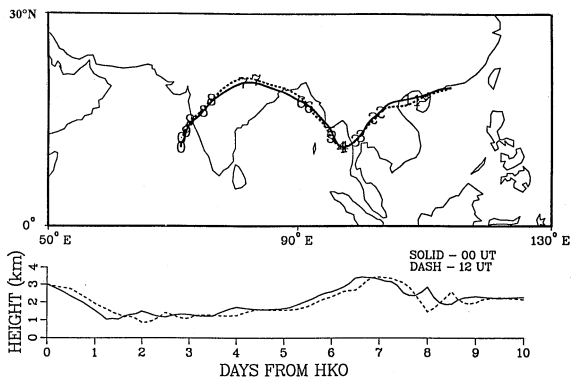 30°N
0°
50°E
90°E
130°E
SOLID - 00 UT
DASH - 12 UT
HEIGHT (km)
4
3
2
1
0
0 1 2 3 4 5 6 7 8 9 10
DAYS FROM HKO